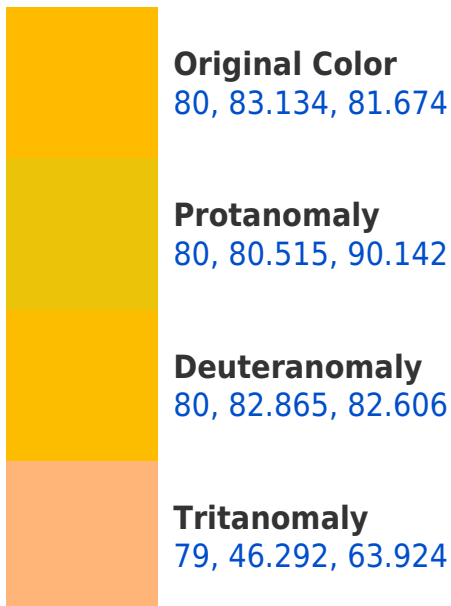 Original Color
80, 83.134, 81.674
Protanomaly
80, 80.515, 90.142
Deuteranomaly
80, 82.865, 82.606
Tritanomaly
79, 46.292, 63.924